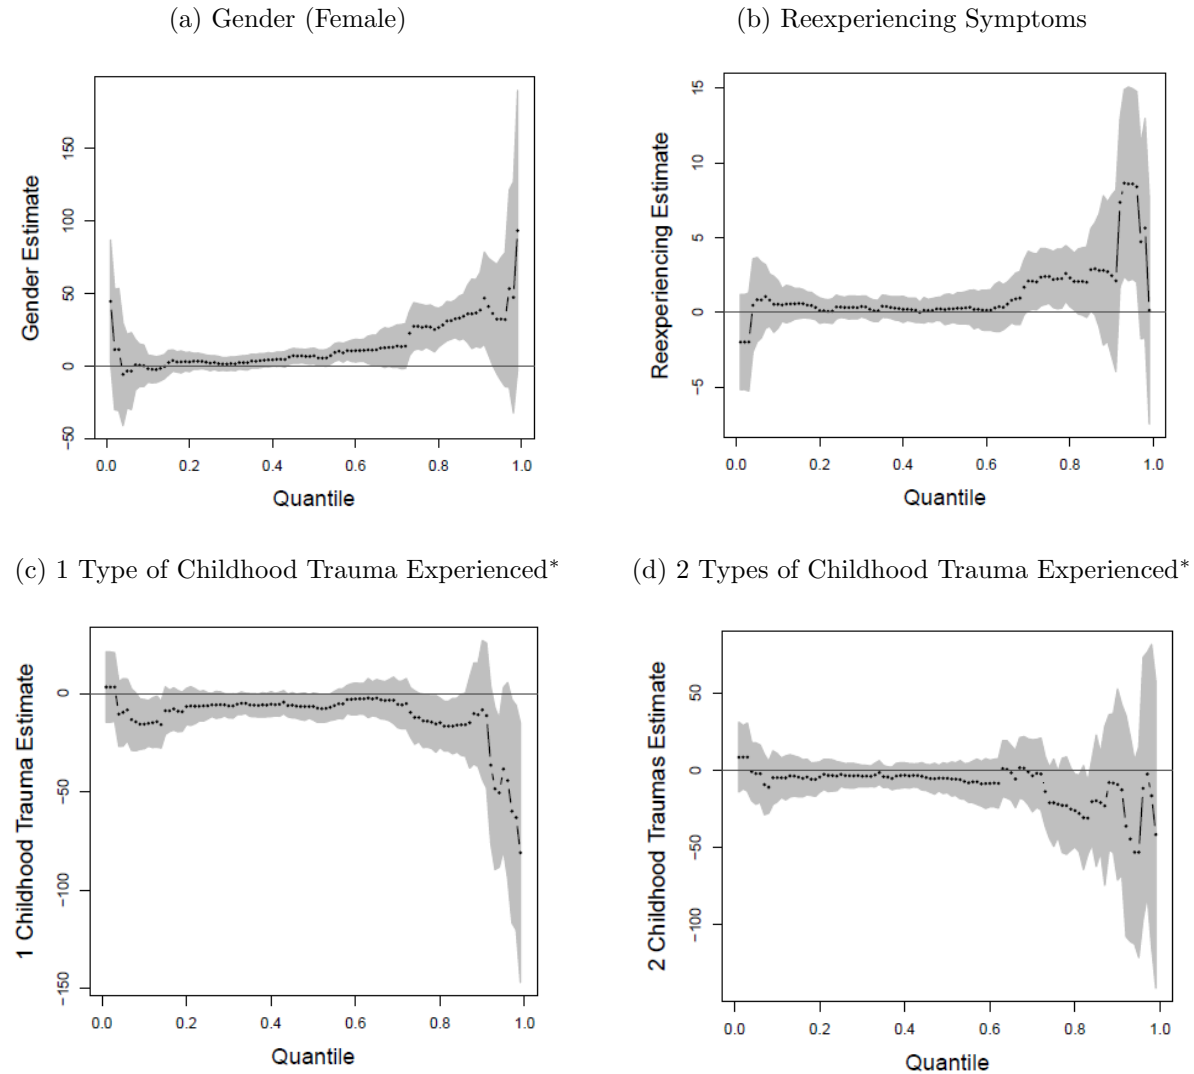 (a) Gender (Female)
Gender Estimate
150
100
50
0
−50
0.0 0.2 0.4 0.6 0.8 1.0
Quantile
(b) Reexperiencing Symptoms
Reexperiencing Estimate
15
10
5
0
−5
0.0 0.2 0.4 0.6 0.8 1.0
Quantile
(c) 1 Type of Childhood Trauma Experienced*
1 Childhood Trauma Estimate
0
−50
−100
−150
0.0 0.2 0.4 0.6 0.8 1.0
Quantile
(d) 2 Types of Childhood Trauma Experienced*
2 Childhood Traumas Estimate
50
0
−50
−100
0.0 0.2 0.4 0.6 0.8 1.0
Quantile